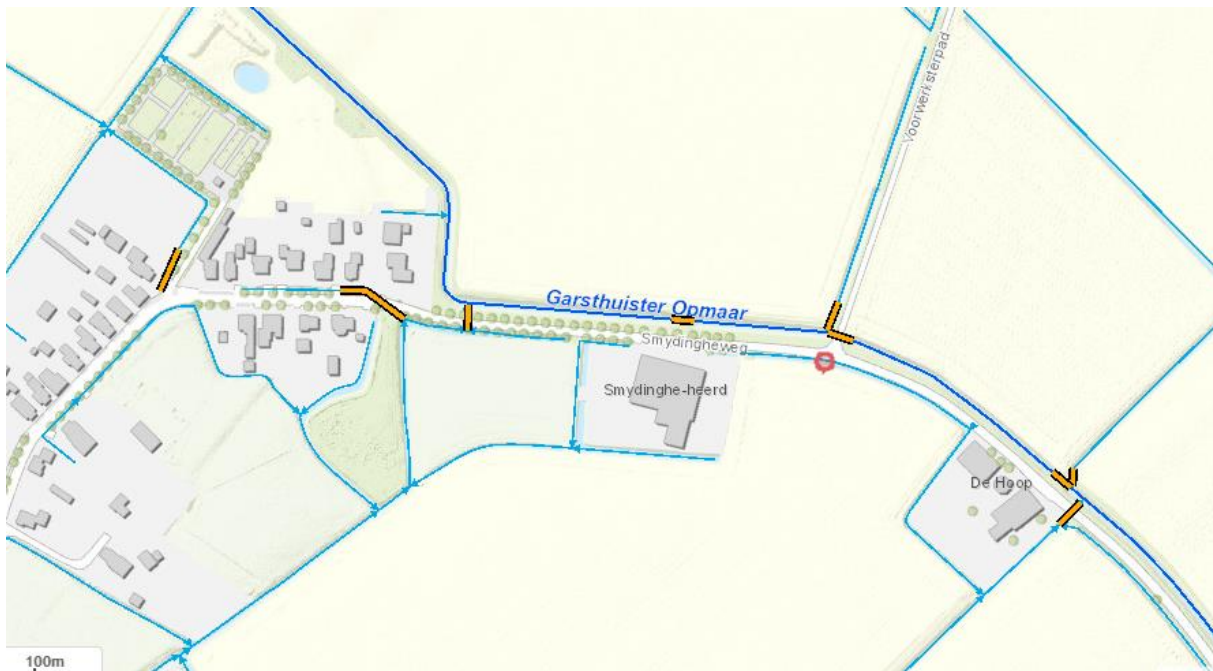 Voorwerksterpad
Garsthuister Opmaar
Smydingheweg
Smydinghe-heerd
De Hoop
100m